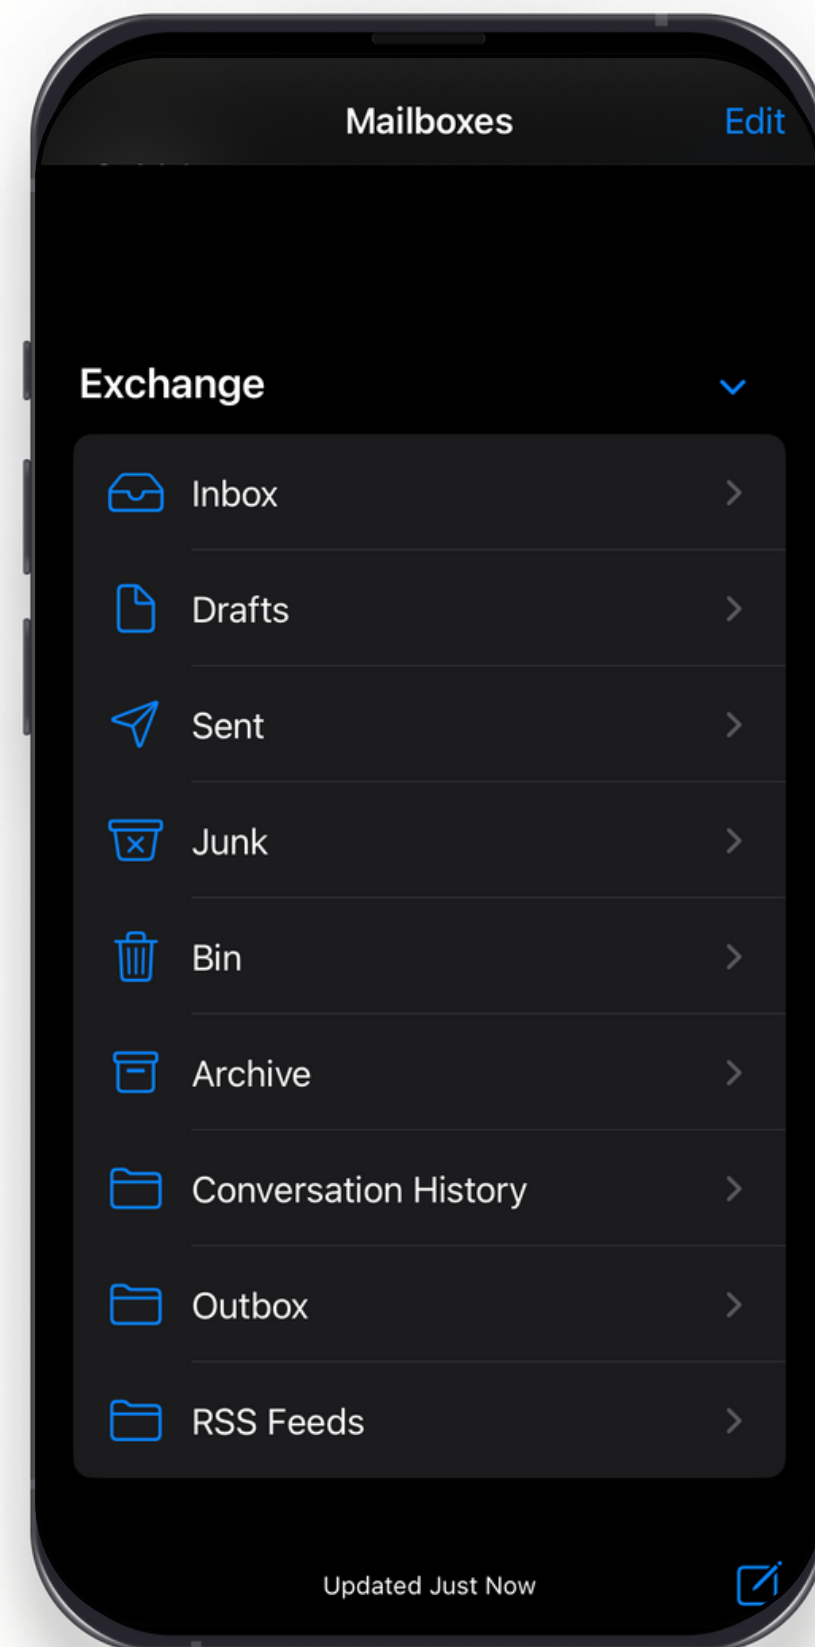 Mailboxes
Edit
Exchange
Inbox
Drafts
Sent
Junk
Bin
Archive
Conversation History
Outbox
RSS Feeds
Updated Just Now